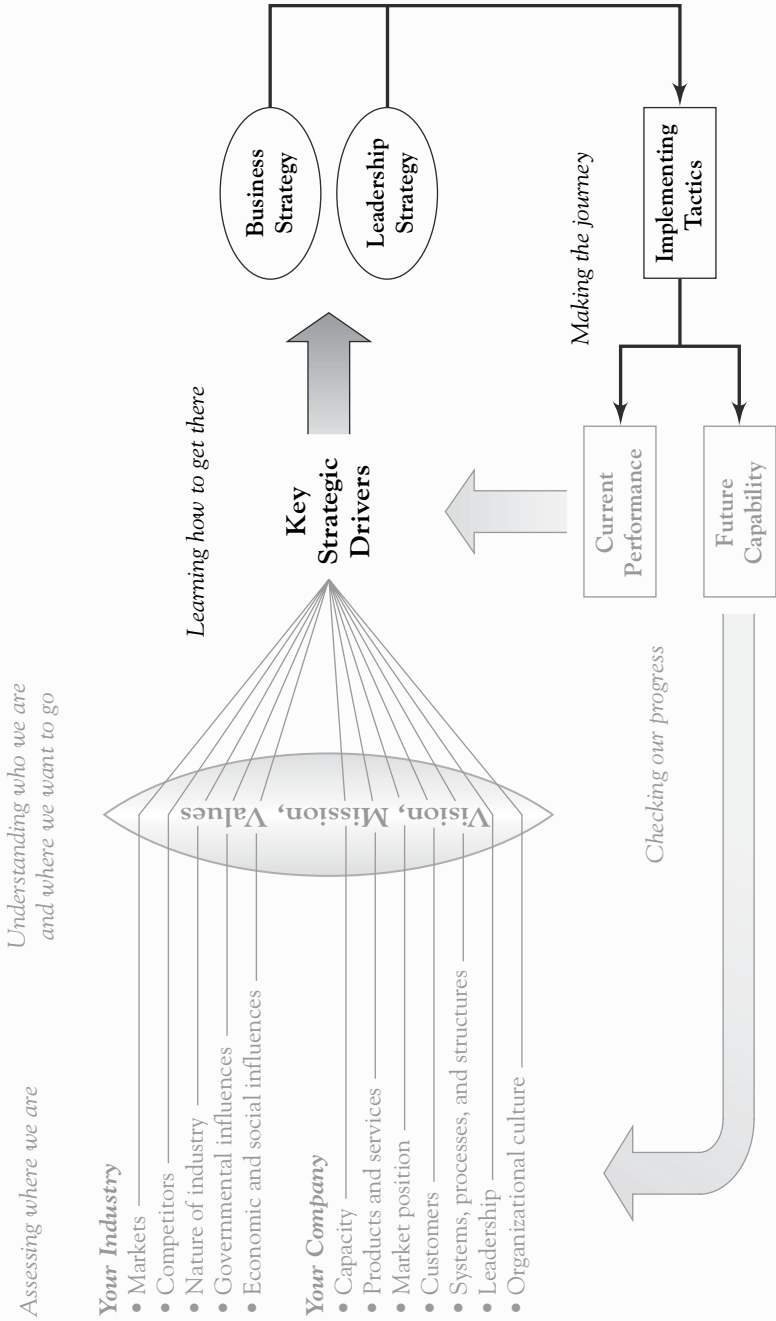 Assessing where we are
Understanding who we are
and where we want to go
Your Industry
• Markets
• Competitors
• Nature of industry
• Governmental influences
• Economic and social influences
Your Company
• Capacity
• Products and services
• Market position
• Customers
• Systems, processes, and structures
• Leadership
• Organizational culture
Vision, Mission, Values
Learning how to get there
Key
Strategic
Drivers
Business
Strategy
Leadership
Strategy
Making the journey
Implementing
Tactics
Current
Performance
Future
Capability
Checking our progress